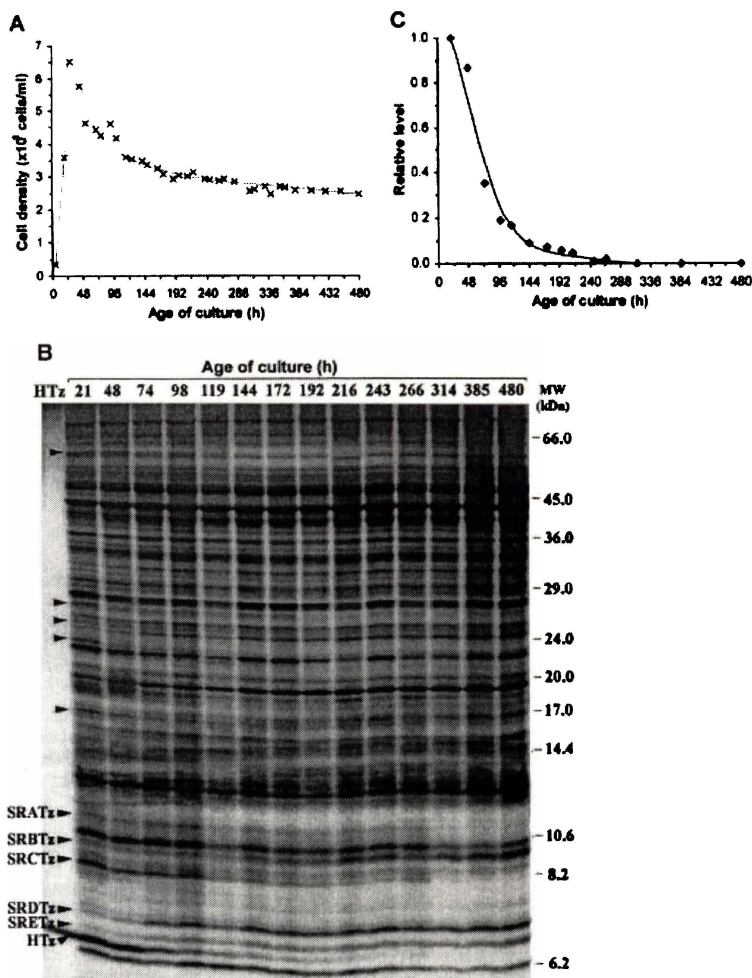 A
7
6
5
4
3
2
1
0
Cell density (x10⁸ cells/ml)
0 48 96 144 192 240 288 336 384 432 480
Age of culture (h)
C
1.0
0.8
0.6
0.4
0.2
0.0
Relative level
0 48 96 144 192 240 288 336 384 432 480
Age of culture (h)
B
Age of culture (h)
HTz 21 48 74 98 119 144 172 192 216 243 266 314 385 480 MW
(kDa)
66.0
45.0
36.0
29.0
24.0
20.0
17.0
14.4
SRATz
10.6
SRBTz
SRCTz
8.2
SRDTz
SRETz
HTz
6.2